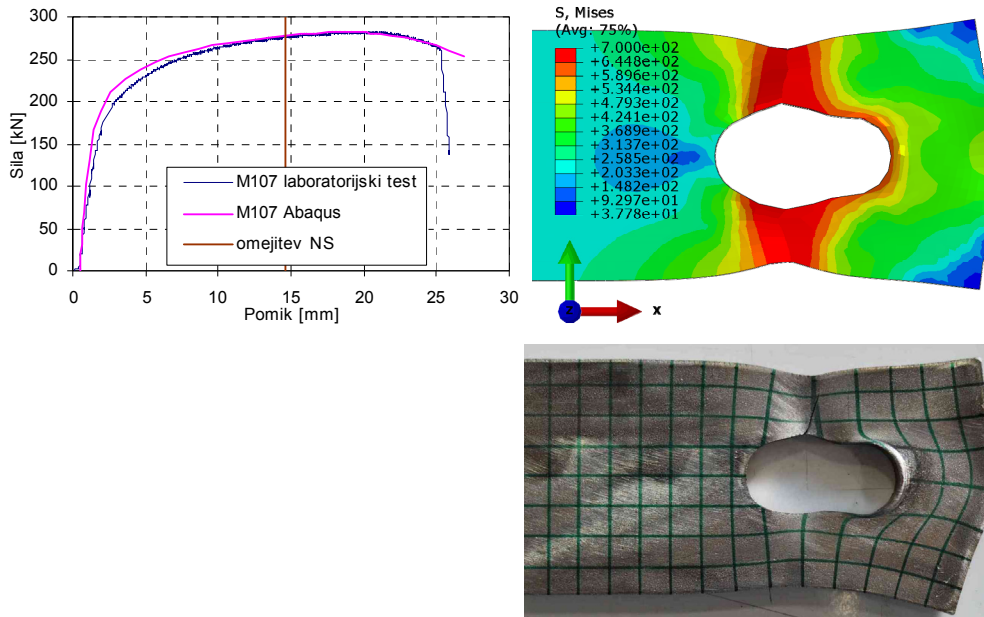 300
250
200
150
100
50
0
Sila [kN]
M107 laboratorijski test
M107 Abaqus
omejitev NS
0 5 10 15 20 25 30
Pomik [mm]
S, Mises
(Avg: 75%)
+7.000e+02
+6.448e+02
+5.896e+02
+5.344e+02
+4.793e+02
+4.241e+02
+3.689e+02
+3.137e+02
+2.585e+02
+2.033e+02
+1.482e+02
+9.297e+01
+3.778e+01
Z X